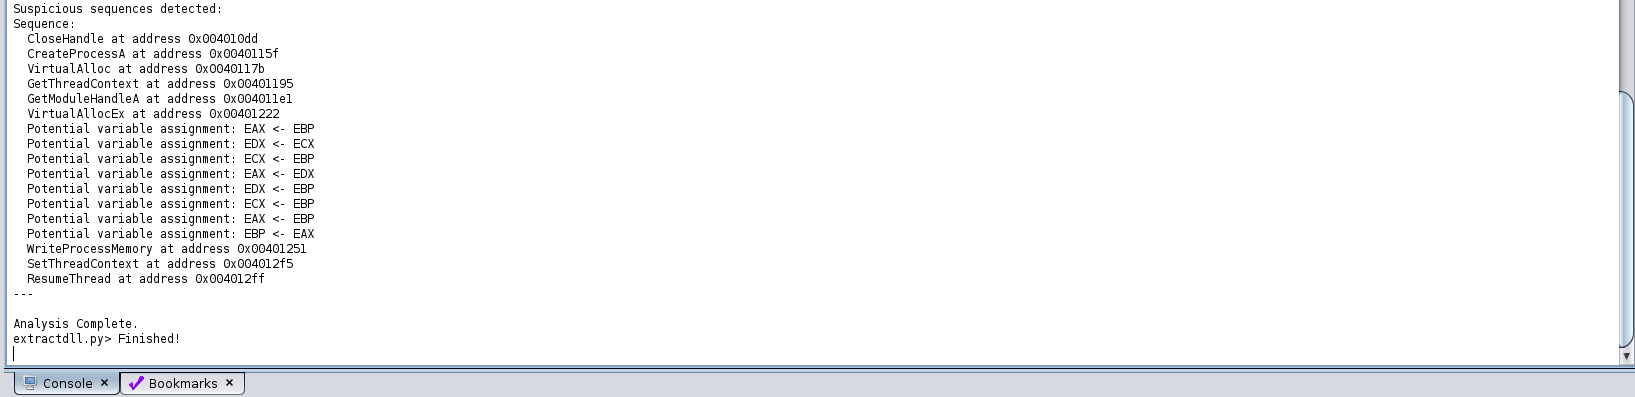 Suspicious sequences detected:
Sequence:
CloseHandle at address 0x004010dd
CreateProcessA at address 0x0040115f
VirtualAlloc at address 0x0040117b
GetThreadContext at address 0x00401195
GetModuleHandleA at address 0x004011e1
VirtualAllocEx at address 0x00401222
Potential variable assignment: EAX <- EBP
Potential variable assignment: EDX <- ECX
Potential variable assignment: ECX <- EBP
Potential variable assignment: EAX <- EDX
Potential variable assignment: EDX <- EBP
Potential variable assignment: ECX <- EBP
Potential variable assignment: EAX <- EBP
Potential variable assignment: EBP <- EAX
WriteProcessMemory at address 0x00401251
SetThreadContext at address 0x004012f5
ResumeThread at address 0x004012ff
---
Analysis Complete.
extractdll.py> Finished!
Console × Bookmarks ×